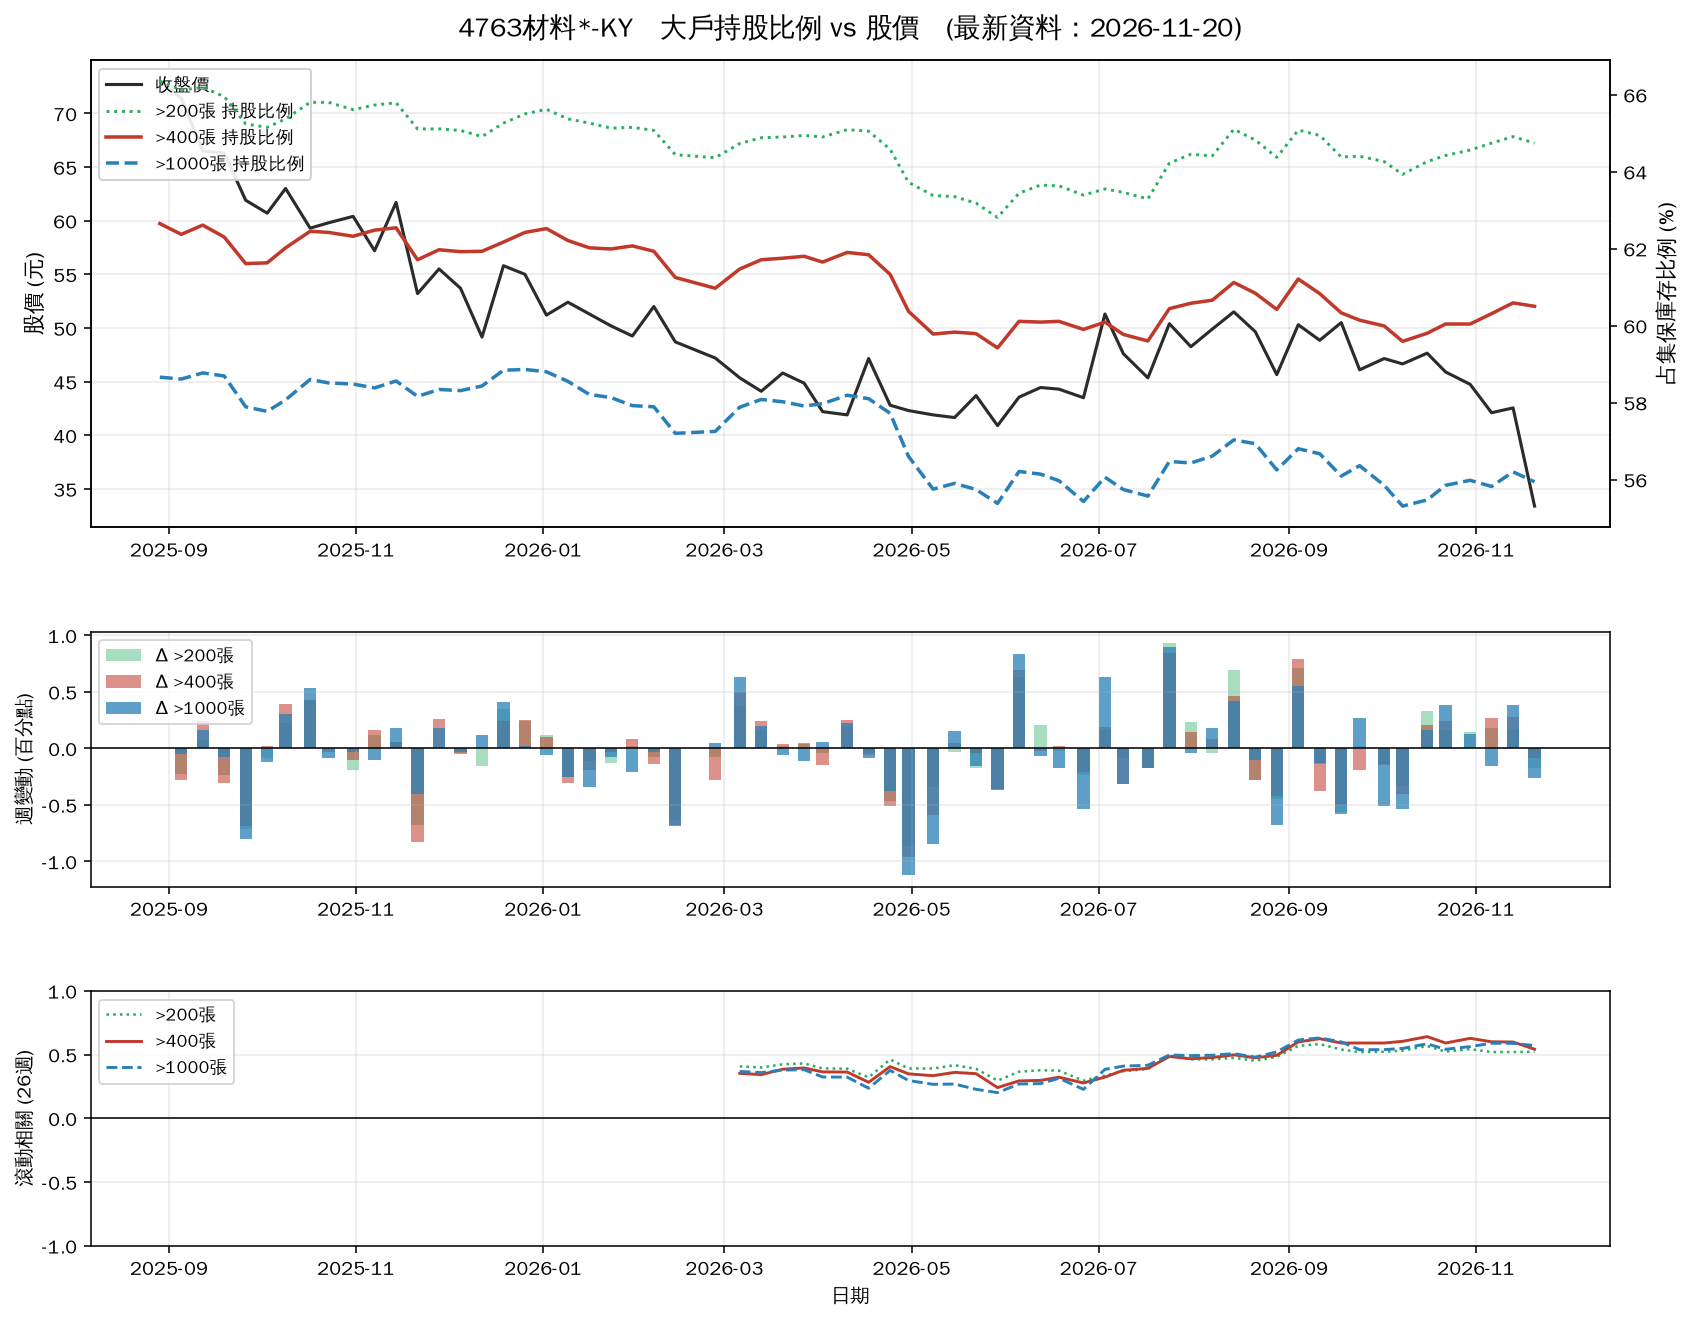 4763材料*-KY 大戶持股比例 vs 股價 (最新資料：2026-11-20)
收盤價
>200張 持股比例
>400張 持股比例
>1000張 持股比例
股價 (元)
70
65
60
55
50
45
40
35
占集保庫存比例 (%)
66
64
62
60
58
56
2025-09 2025-11 2026-01 2026-03 2026-05 2026-07 2026-09 2026-11
Δ >200張
Δ >400張
Δ >1000張
週變動 (百分點)
1.0
0.5
0.0
-0.5
-1.0
2025-09 2025-11 2026-01 2026-03 2026-05 2026-07 2026-09 2026-11
>200張
>400張
>1000張
滾動相關 (26週)
1.0
0.5
0.0
-0.5
-1.0
2025-09 2025-11 2026-01 2026-03 2026-05 2026-07 2026-09 2026-11
日期